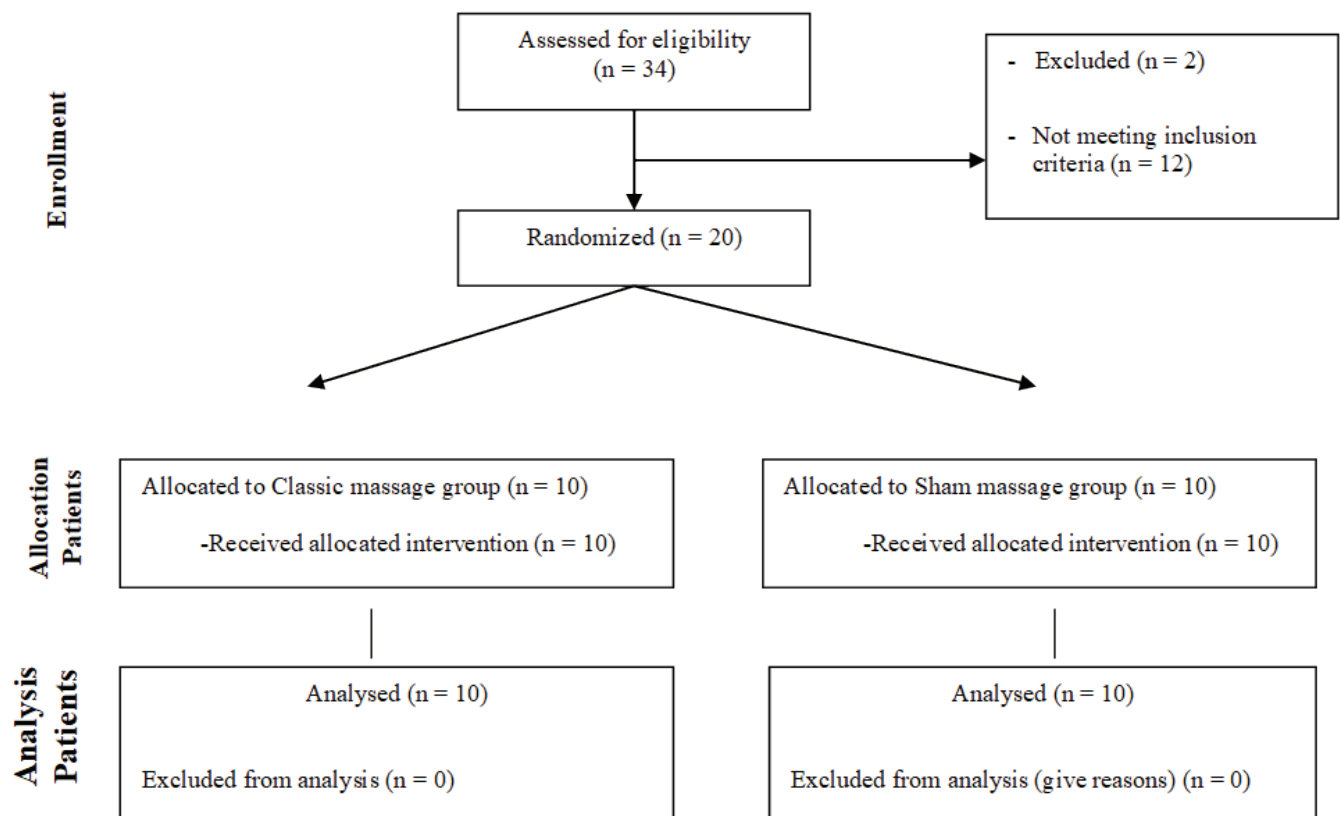 Enrollment
Assessed for eligibility
(n = 34)
- Excluded (n = 2)
- Not meeting inclusion
criteria (n = 12)
Randomized (n = 20)
Allocation
Patients
Allocated to Classic massage group (n = 10)
-Received allocated intervention (n = 10)
Allocated to Sham massage group (n = 10)
-Received allocated intervention (n = 10)
Analysis
Patients
Analysed (n = 10)
Excluded from analysis (n = 0)
Analysed (n = 10)
Excluded from analysis (give reasons) (n = 0)